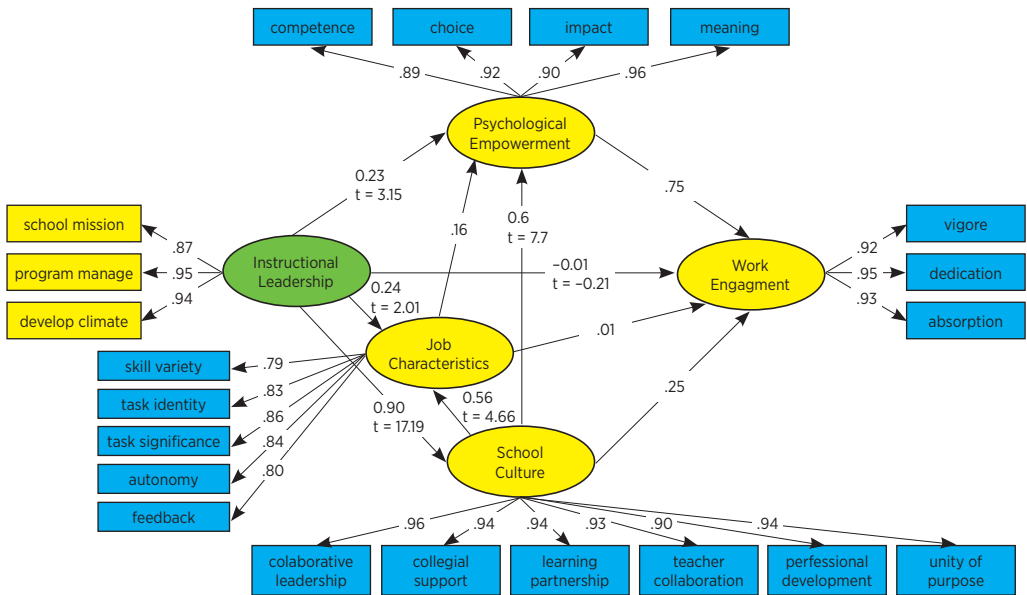 competence
choice
impact
meaning
.89
.92
.90
.96
Psychological
Empowerment
0.23
t = 3.15
.16
0.6
t = 7.7
.75
school mission
program manage
develop climate
.87
.95
.94
Instructional
Leadership
−0.01
t = −0.21
Work
Engagment
.92
.95
.93
vigore
dedication
absorption
0.24
t = 2.01
Job
Characteristics
.01
skill variety
task identity
task significance
autonomy
feedback
.79
.83
.86
.84
.80
0.90
t = 17.19
0.56
t = 4.66
.25
School
Culture
.96
.94
.94
.93
.90
.94
colaborative
leadership
collegial
support
learning
partnership
teacher
collaboration
perfessional
development
unity of
purpose